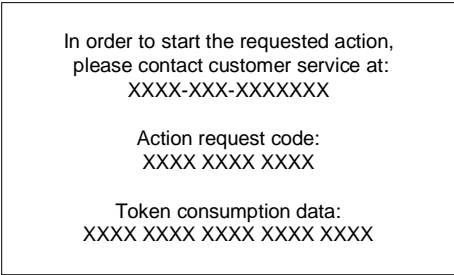 In order to start the requested action,
please contact customer service at:
XXXX-XXX-XXXXXXX
Action request code:
XXXX XXXX XXXX
Token consumption data:
XXXX XXXX XXXX XXXX XXXX